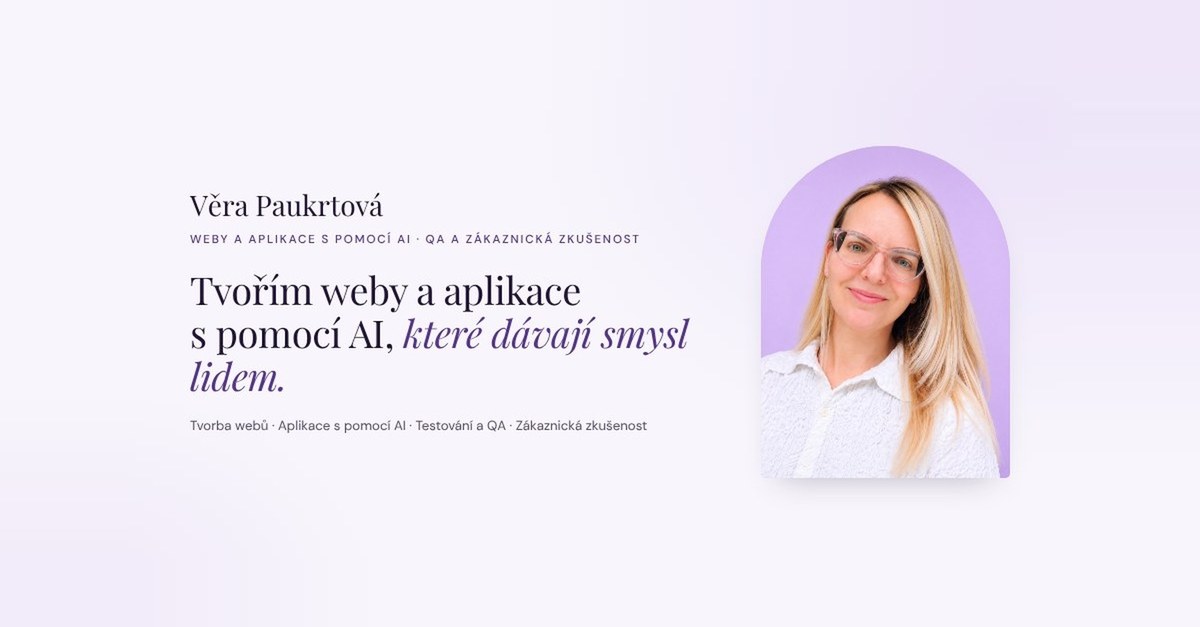 Věra Paukrtová
WEBY A APLIKACE S POMOCÍ AI · QA A ZÁKAZNICKÁ ZKUŠENOST
Tvořím weby a aplikace
s pomocí AI, které dávají smysl
lidem.
Tvorba webů · Aplikace s pomocí AI · Testování a QA · Zákaznická zkušenost